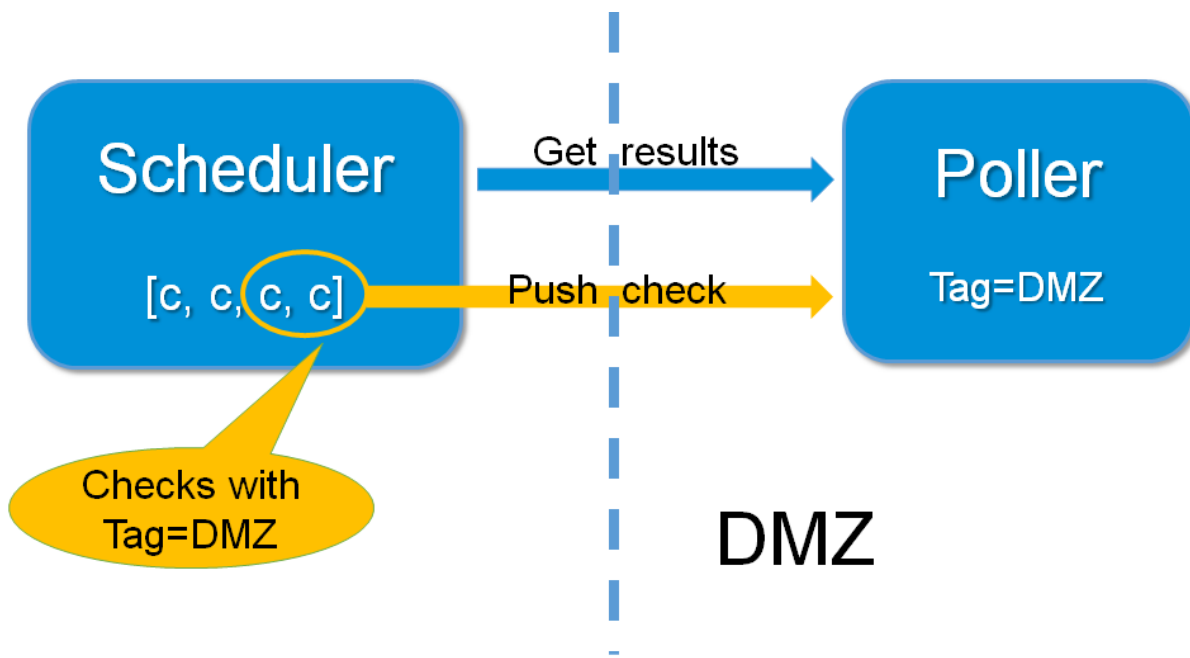 Scheduler
[c, c, c, c]
Get results
Push check
Poller
Tag=DMZ
Checks with
Tag=DMZ
DMZ